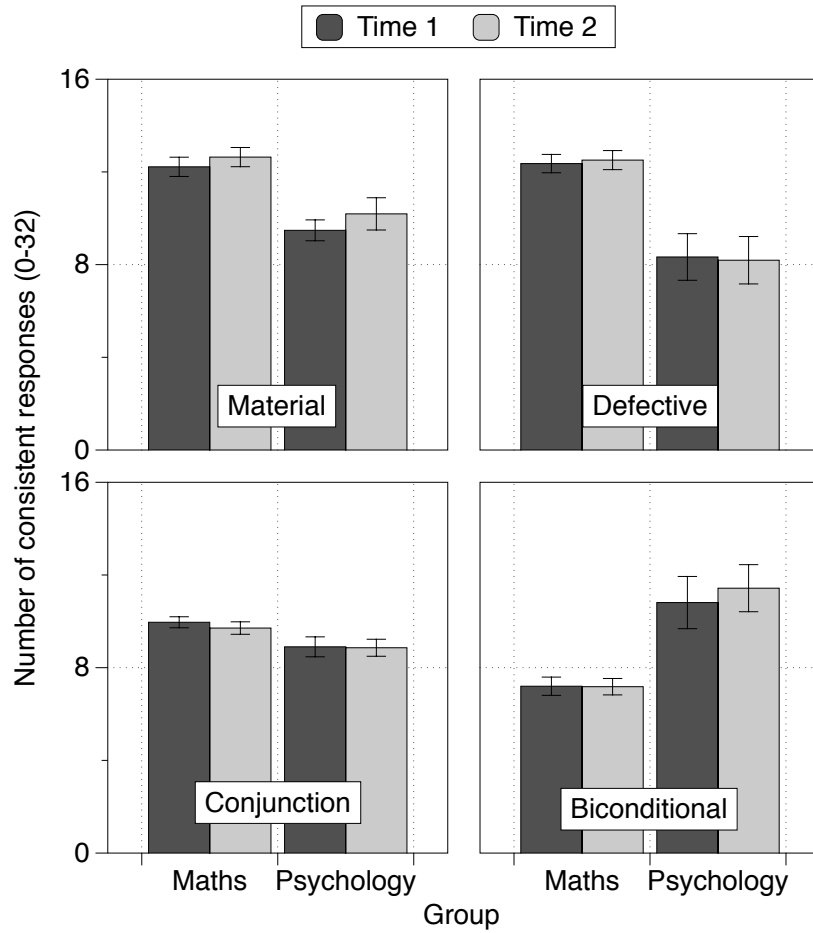 Time 1 Time 2
Number of consistent responses (0-32)
16
8
0
Material
Defective
16
8
0
Conjunction
Biconditional
Maths Psychology Maths Psychology
Group